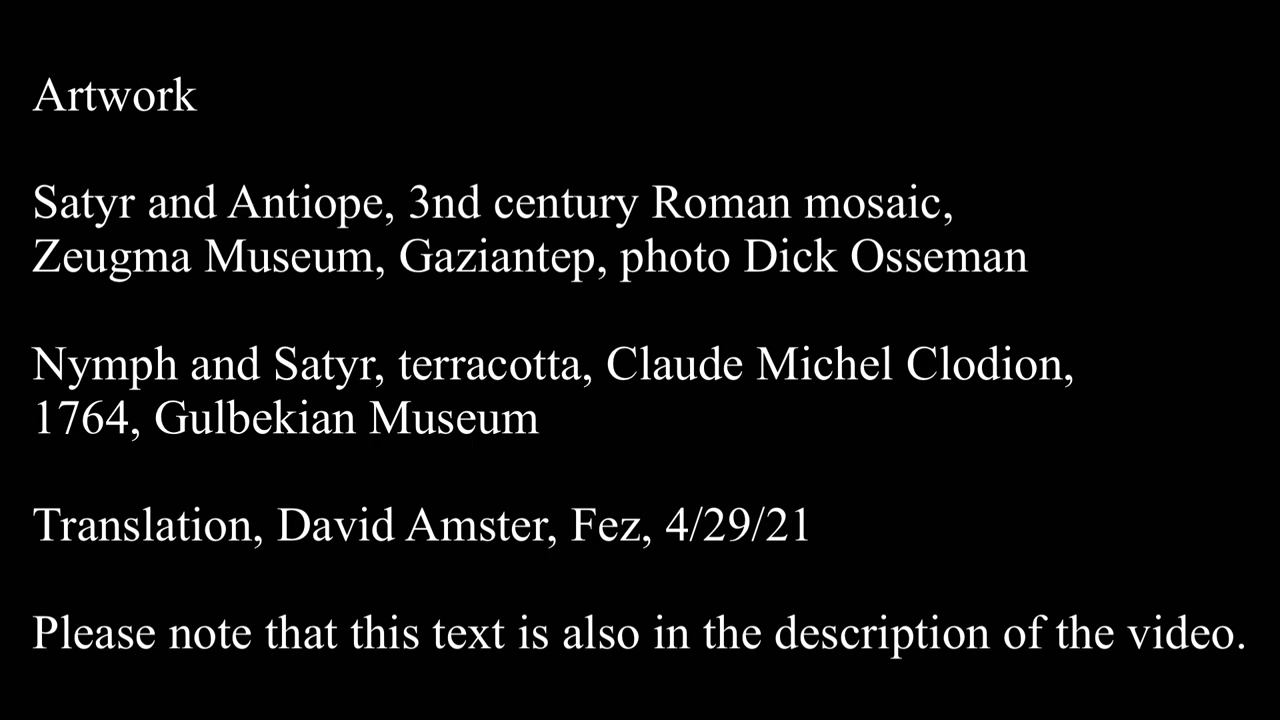 Artwork
Satyr and Antiope, 3nd century Roman mosaic,
Zeugma Museum, Gaziantep, photo Dick Osseman
Nymph and Satyr, terracotta, Claude Michel Clodion,
1764, Gulbekian Museum
Translation, David Amster, Fez, 4/29/21
Please note that this text is also in the description of the video.